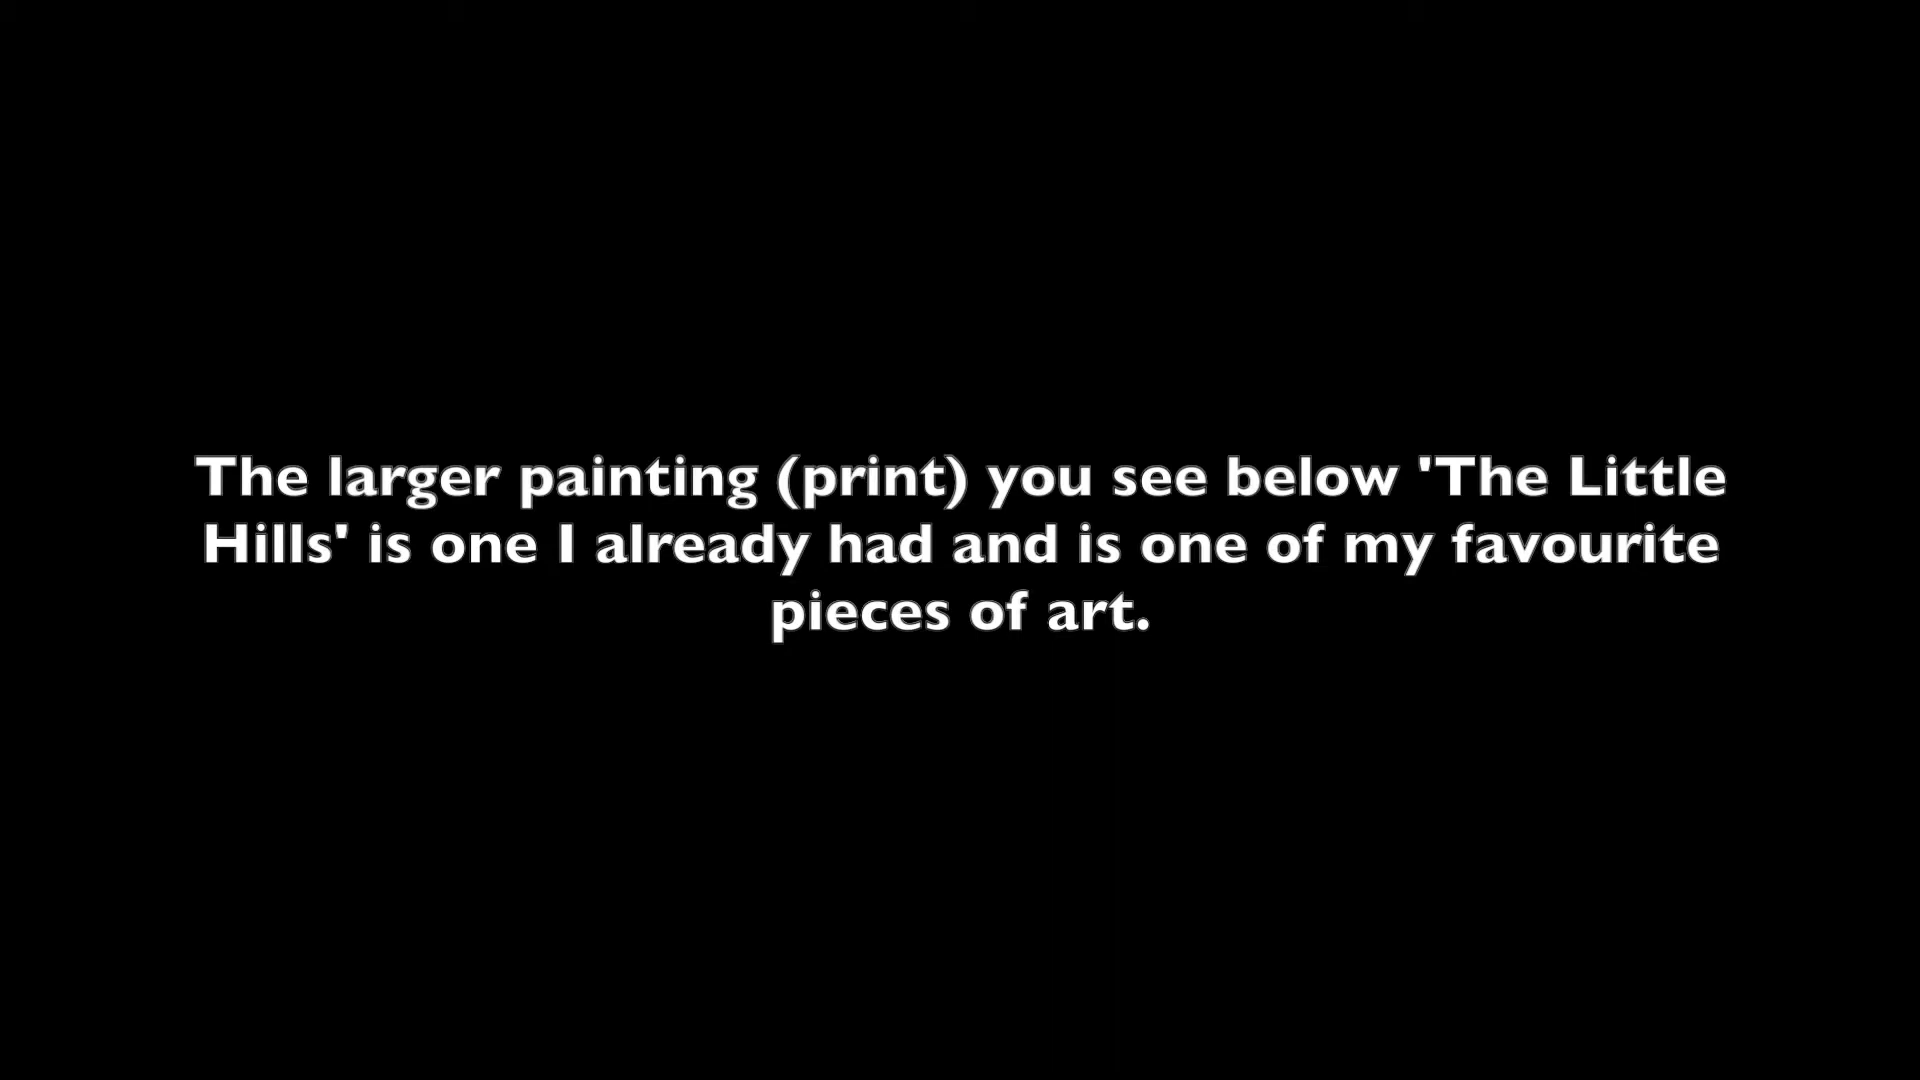 The larger painting (print) you see below 'The Little
Hills' is one I already had and is one of my favourite
pieces of art.